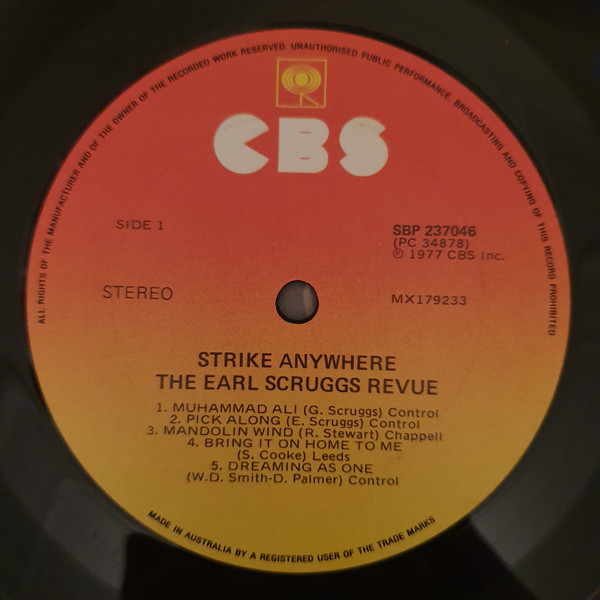 ALL RIGHTS OF THE MANUFACTURER AND OF THE OWNER OF THE RECORDED WORK RESERVED. UNAUTHORISED PUBLIC PERFORMANCE, BROADCASTING AND COPYING OF THIS RECORD PROHIBITED
CBS
SIDE 1
SBP 237046
(PC 34878)
℗ 1977 CBS Inc.
STEREO
MX179233
STRIKE ANYWHERE
THE EARL SCRUGGS REVUE
1. MUHAMMAD ALI (G. Scruggs) Control
2. PICK ALONG (E. Scruggs) Control
3. MANDOLIN WIND (R. Stewart) Chappell
4. BRING IT ON HOME TO ME
(S. Cooke) Leeds
5. DREAMING AS ONE
(W.D. Smith-D. Palmer) Control
MADE IN AUSTRALIA BY A REGISTERED USER OF THE TRADE MARKS